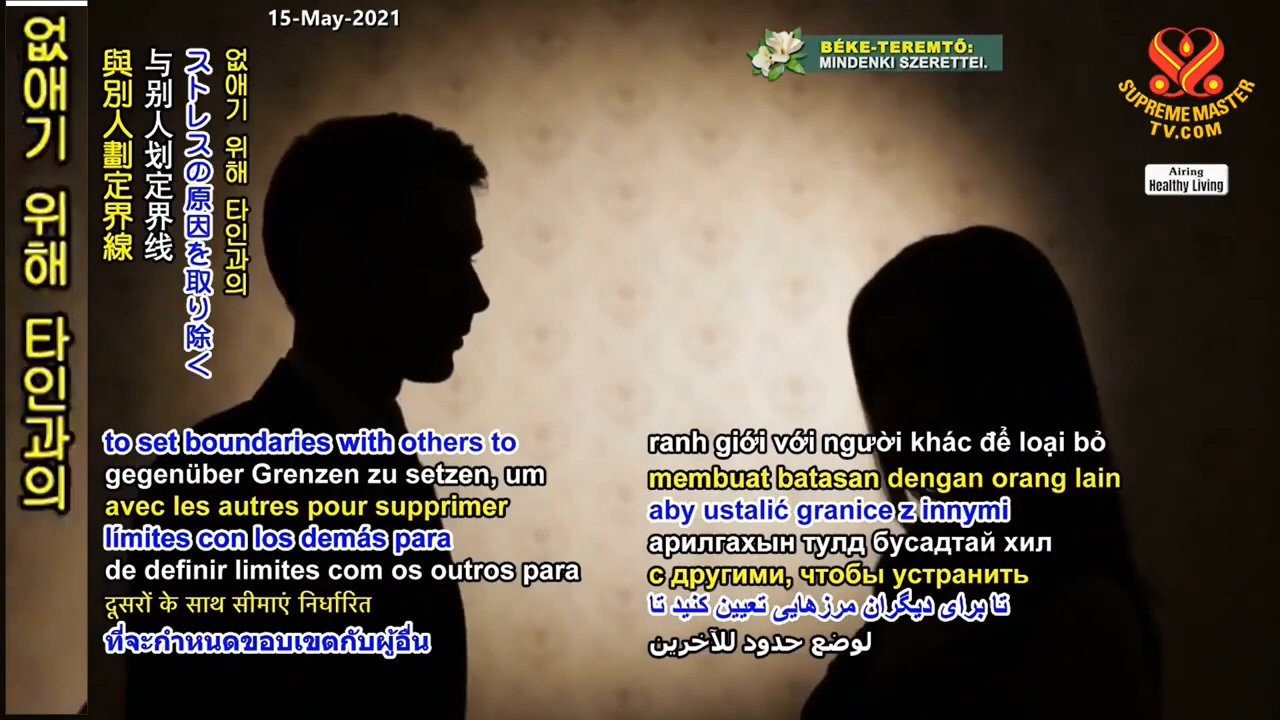 15-May-2021
BÉKE-TEREMTŐ:
MINDENKI SZERETTEI.
SUPREME MASTER
TV.COM
Airing
Healthy Living
없애기 위해 타인과의
없애기 위해 타인과의
ストレスの原因を取り除く
与别人划定界线
與別人劃定界線
to set boundaries with others to
gegenüber Grenzen zu setzen, um
avec les autres pour supprimer
límites con los demás para
de definir limites com os outros para
दूसरों के साथ सीमाएं निर्धारित
ที่จะกำหนดขอบเขตกับผู้อื่น
ranh giới với người khác để loại bỏ
membuat batasan dengan orang lain
aby ustalić granice z innymi
арилгахын тулд бусадтай хил
с другими, чтобы устранить
تا برای دیگران مرزهایی تعیین کنید تا
لوضع حدود للآخرين